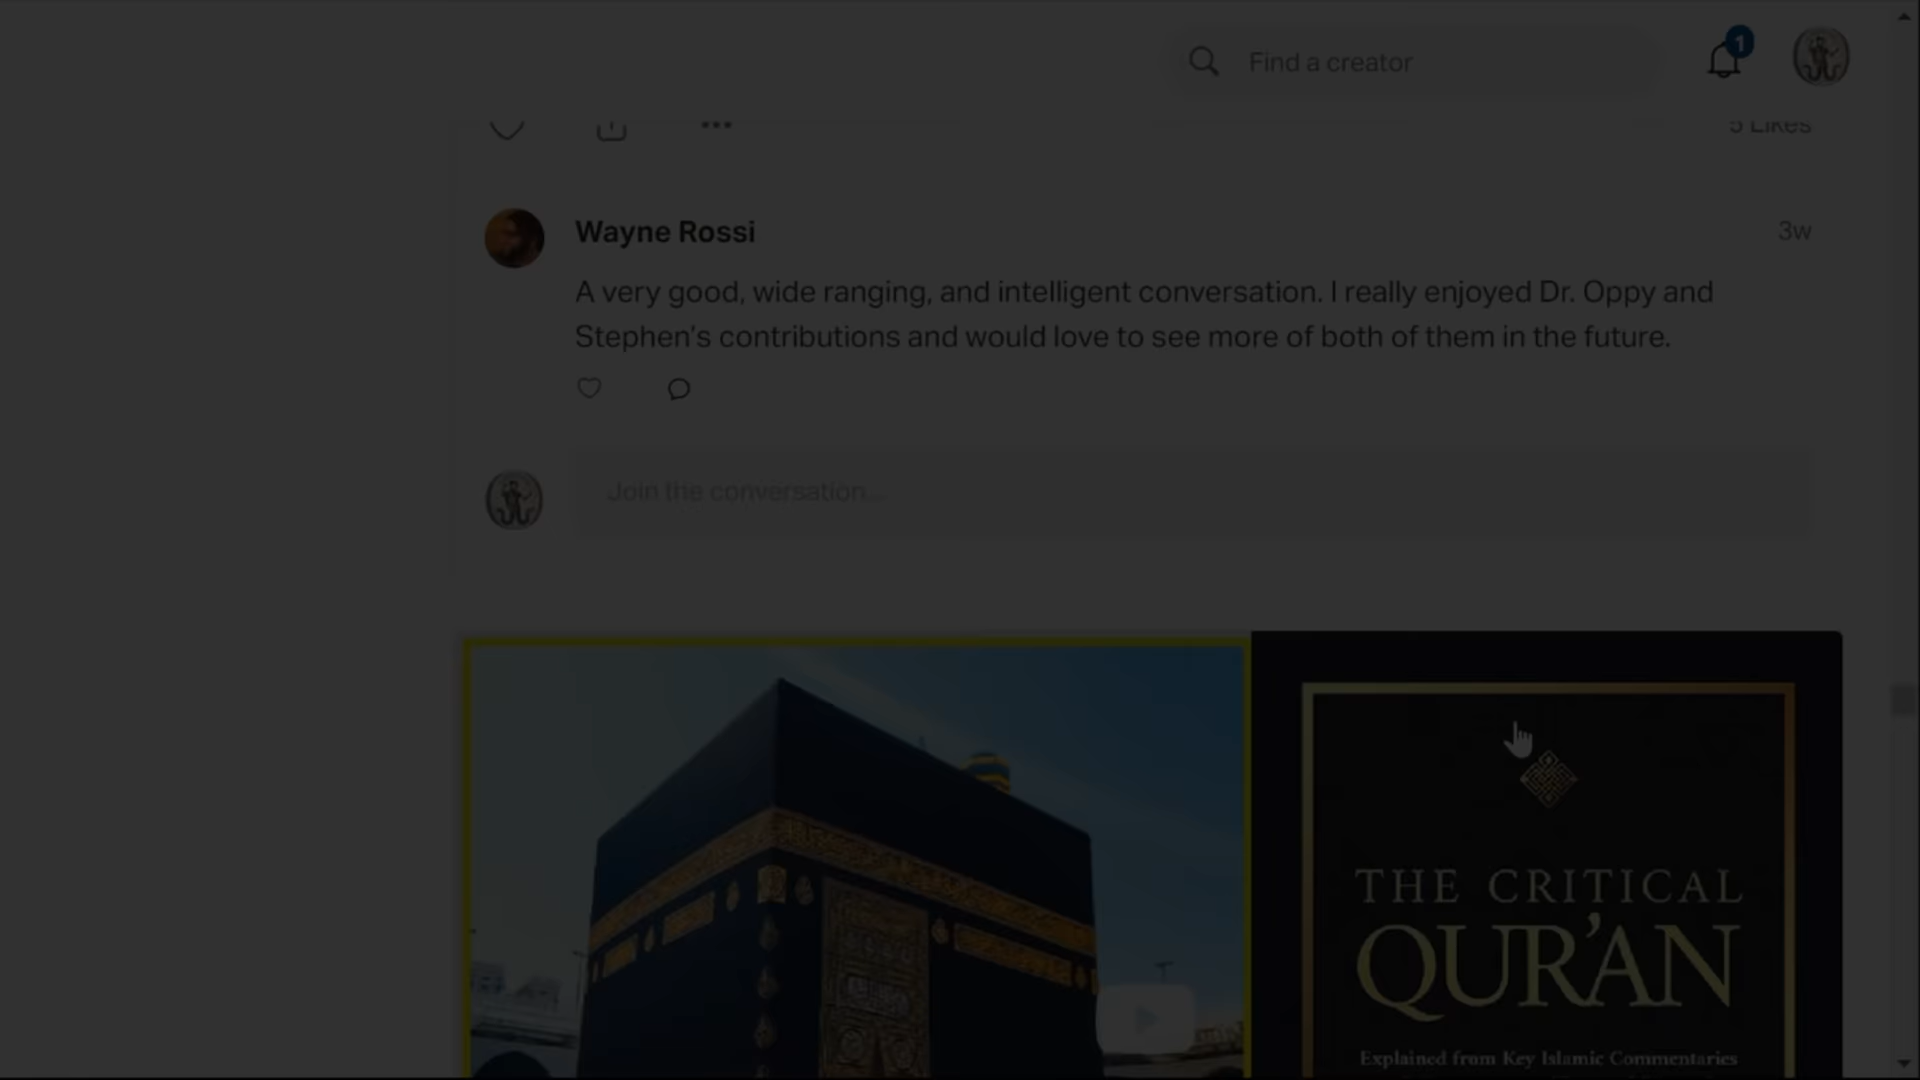 Find a creator
1
5 Likes
Wayne Rossi
3w
A very good, wide ranging, and intelligent conversation. I really enjoyed Dr. Oppy and
Stephen's contributions and would love to see more of both of them in the future.
Join the conversation...
THE CRITICAL
QUR'AN
Explained from Key Islamic Commentaries